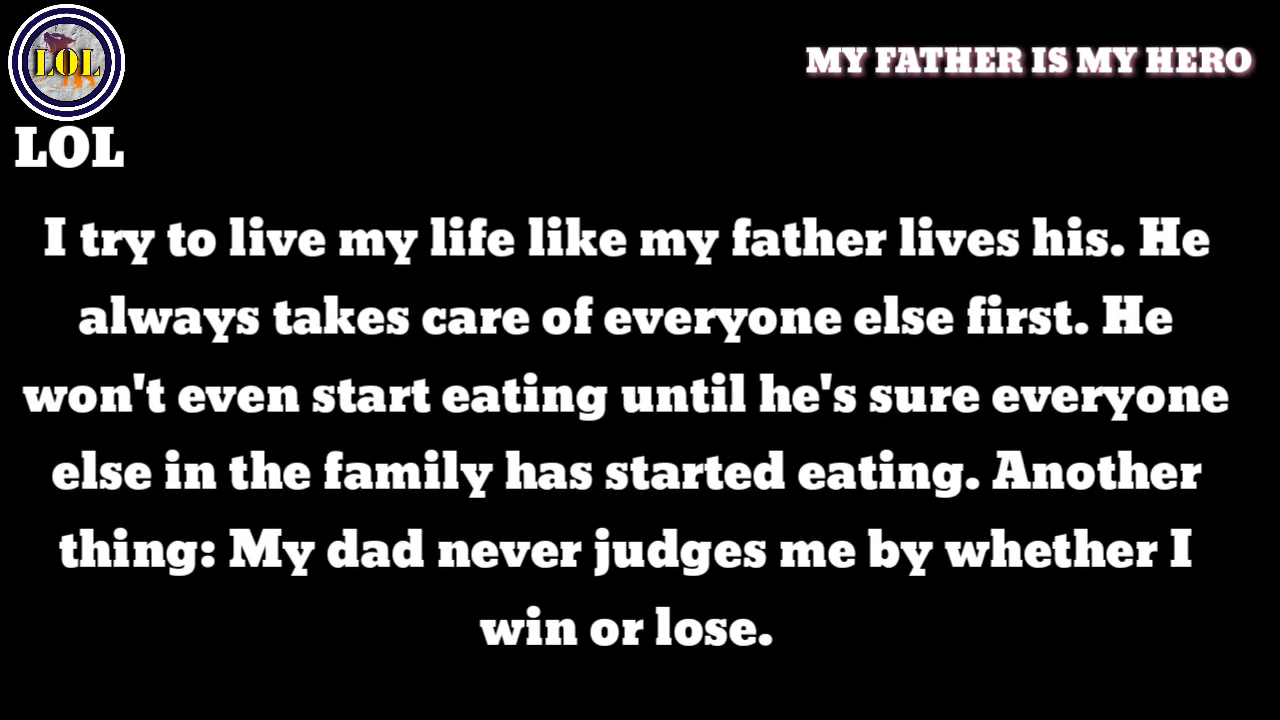 LOL
MY FATHER IS MY HERO
LOL
I try to live my life like my father lives his. He
always takes care of everyone else first. He
won't even start eating until he's sure everyone
else in the family has started eating. Another
thing: My dad never judges me by whether I
win or lose.